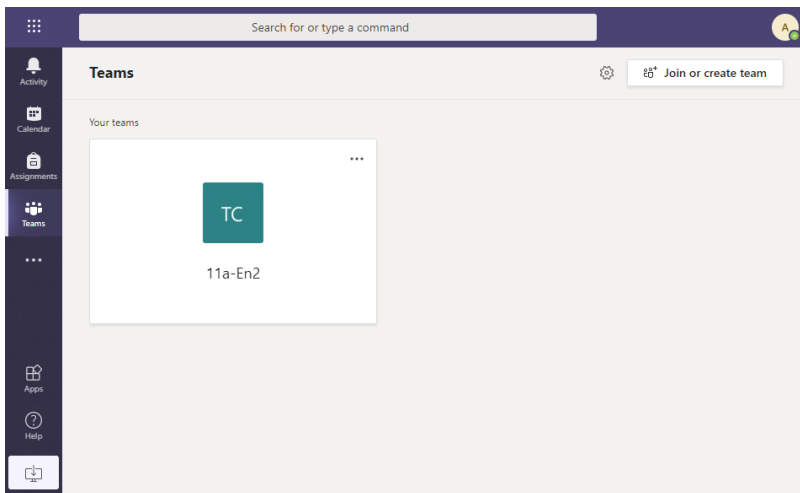 Search for or type a command
A
Activity
Calendar
Assignments
Teams
Apps
Help
Teams
Join or create team
Your teams
TC
11a-En2